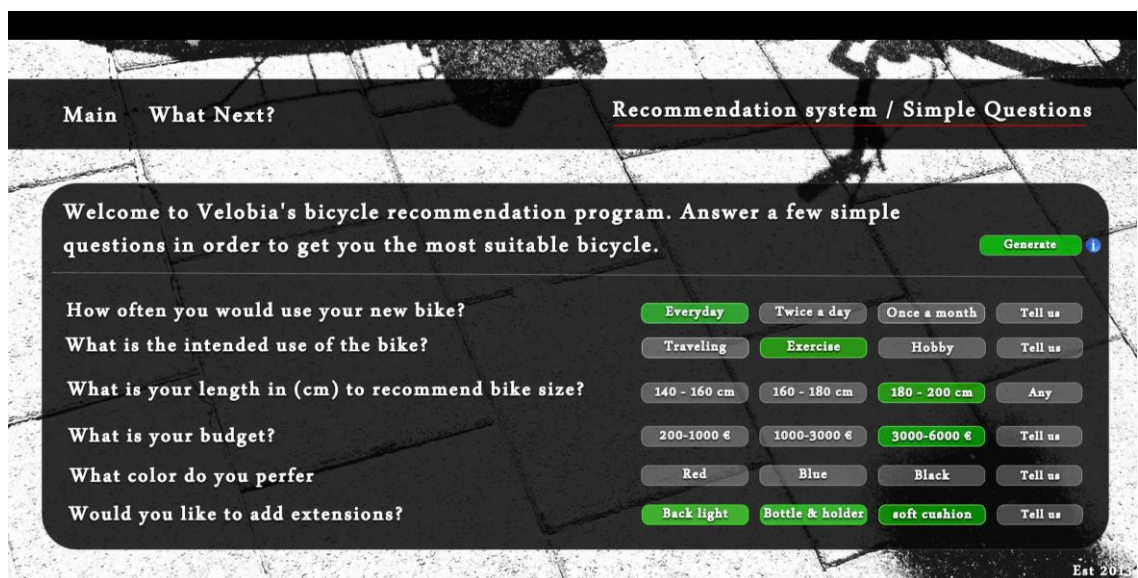 Main What Next? Recommendation system / Simple Questions
Welcome to Velobia's bicycle recommendation program. Answer a few simple
questions in order to get you the most suitable bicycle.
Generate i
How often you would use your new bike? Everyday Twice a day Once a month Tell us
What is the intended use of the bike? Traveling Exercise Hobby Tell us
What is your length in (cm) to recommend bike size? 140 - 160 cm 160 - 180 cm 180 - 200 cm Any
What is your budget? 200-1000 € 1000-3000 € 3000-6000 € Tell us
What color do you perfer Red Blue Black Tell us
Would you like to add extensions? Back light Bottle & holder soft cushion Tell us
Est